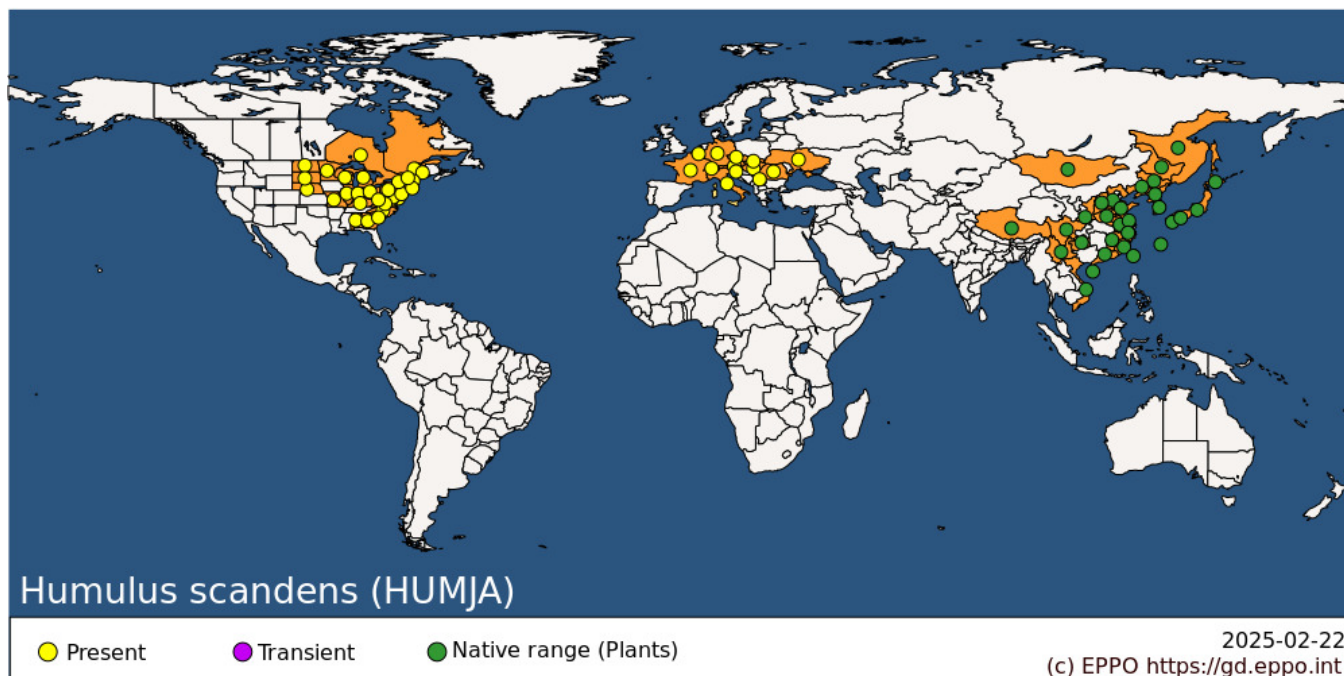 Humulus scandens (HUMJA)
Present
Transient
Native range (Plants)
2025-02-22
(c) EPPO https://gd.eppo.int